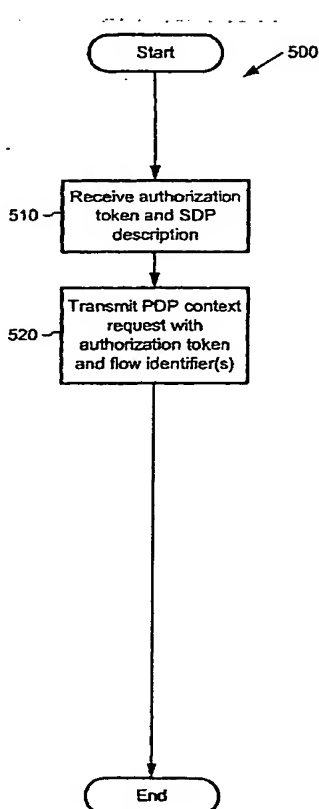 Start
500
510
Receive authorization
token and SDP
description
520
Transmit PDP context
request with
authorization token
and flow identifier(s)
End